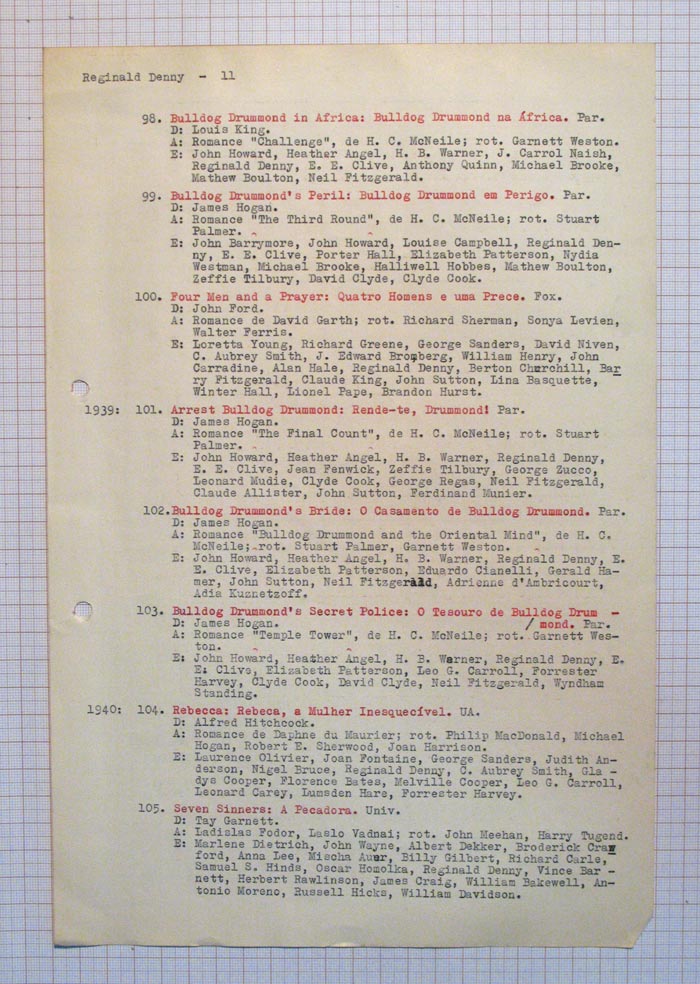 Reginald Denny - 11
98. Bulldog Drummond in Africa: Bulldog Drummond na África. Par.
D: Louis King.
A: Romance "Challenge", de H. C. McNeile; rot. Garnett Weston.
E: John Howard, Heather Angel, H. B. Warner, J. Carrol Naish,
Reginald Denny, E. E. Clive, Anthony Quinn, Michael Brooke,
Mathew Boulton, Neil Fitzgerald.
99. Bulldog Drummond's Peril: Bulldog Drummond em Perigo. Par.
D: James Hogan.
A: Romance "The Third Round", de H. C. McNeile; rot. Stuart
Palmer.
E: John Barrymore, John Howard, Louise Campbell, Reginald Den-
ny, E. E. Clive, Porter Hall, Elizabeth Patterson, Nydia
Westman, Michael Brooke, Halliwell Hobbes, Mathew Boulton,
Zeffie Tilbury, David Clyde, Clyde Cook.
100. Four Men and a Prayer: Quatro Homens e uma Prece. Fox.
D: John Ford.
A: Romance de David Garth; rot. Richard Sherman, Sonya Levien,
Walter Ferris.
E: Loretta Young, Richard Greene, George Sanders, David Niven,
C. Aubrey Smith, J. Edward Bromberg, William Henry, John
Carradine, Alan Hale, Reginald Denny, Berton Churchill, Bar
ry Fitzgerald, Claude King, John Sutton, Lina Basquette,
Winter Hall, Lionel Pape, Brandon Hurst.
1939: 101. Arrest Bulldog Drummond: Rende-te, Drummond! Par.
D: James Hogan.
A: Romance "The Final Count", de H. C. McNeile; rot. Stuart
Palmer.
E: John Howard, Heather Angel, H. B. Warner, Reginald Denny,
E. E. Clive, Jean Fenwick, Zeffie Tilbury, George Zucco,
Leonard Mudie, Clyde Cook, George Regas, Neil Fitzgerald,
Claude Allister, John Sutton, Ferdinand Munier.
102. Bulldog Drummond's Bride: O Casamento de Bulldog Drummond. Par.
D: James Hogan.
A: Romance "Bulldog Drummond and the Oriental Mind", de H. C.
McNeile; rot. Stuart Palmer, Garnett Weston.
E: John Howard, Heather Angel, H. B. Warner, Reginald Denny, E.
E. Clive, Elizabeth Patterson, Eduardo Cianelli, Gerald Ha-
mer, John Sutton, Neil Fitzgerald, Adrienne d'Ambricourt,
Adia Kuznetzoff.
103. Bulldog Drummond's Secret Police: O Tesouro de Bulldog Drum -
D: James Hogan. / mond. Par.
A: Romance "Temple Tower", de H. C. McNeile; rot. Garnett Wes-
ton.
E: John Howard, Heather Angel, H. B. Warner, Reginald Denny, E.
E: Clive, Elizabeth Patterson, Leo G. Carroll, Forrester
Harvey, Clyde Cook, David Clyde, Neil Fitzgerald, Wyndham
Standing.
1940: 104. Rebecca: Rebeca, a Mulher Inesquecível. UA.
D: Alfred Hitchcock.
A: Romance de Daphne du Maurier; rot. Philip MacDonald, Michael
Hogan, Robert E. Sherwood, Joan Harrison.
E: Laurence Olivier, Joan Fontaine, George Sanders, Judith An-
derson, Nigel Bruce, Reginald Denny, C. Aubrey Smith, Gla -
dys Cooper, Florence Bates, Melville Cooper, Leo G. Carroll,
Leonard Carey, Lumsden Hare, Forrester Harvey.
105. Seven Sinners: A Pecadora. Univ.
D: Tay Garnett.
A: Ladislas Fodor, Laslo Vadnai; rot. John Meehan, Harry Tugend.
E: Marlene Dietrich, John Wayne, Albert Dekker, Broderick Craw
ford, Anna Lee, Mischa Auer, Billy Gilbert, Richard Carle,
Samuel S. Hinds, Oscar Homolka, Reginald Denny, Vince Bar -
nett, Herbert Rawlinson, James Craig, William Bakewell, An-
tonio Moreno, Russell Hicks, William Davidson.